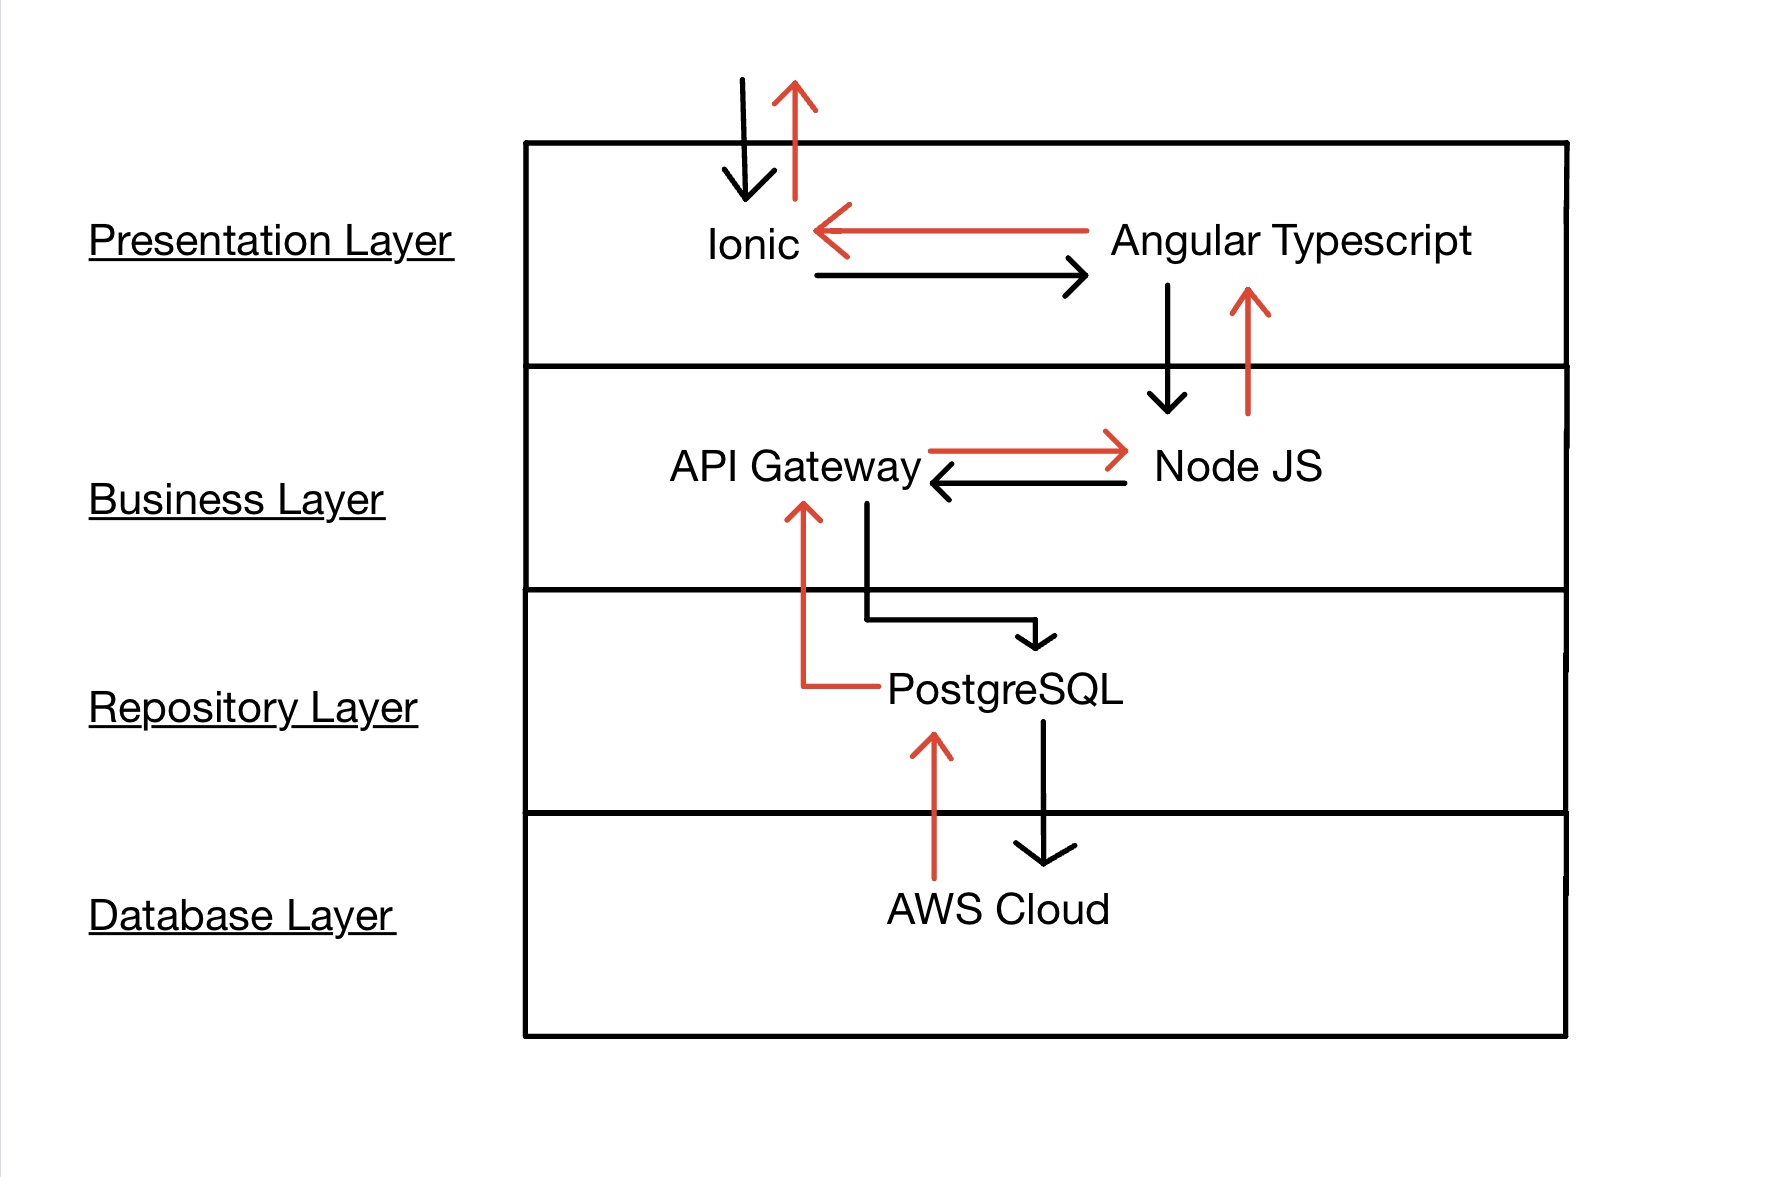 Presentation Layer
Ionic
Angular Typescript
Business Layer
API Gateway
Node JS
Repository Layer
PostgreSQL
Database Layer
AWS Cloud